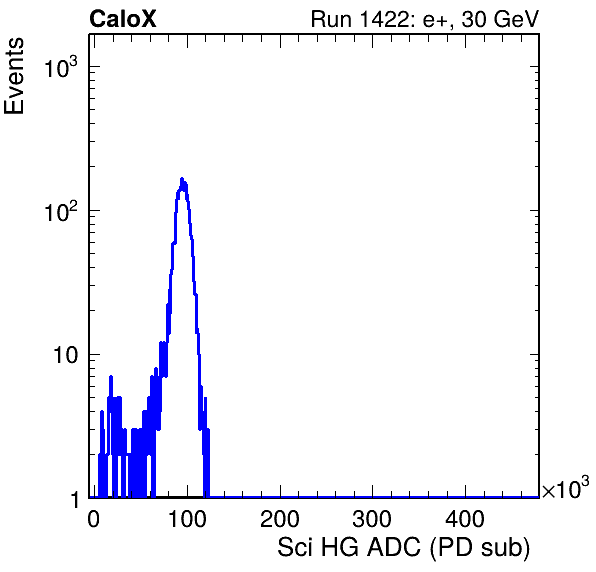 CaloX Run 1422: e+, 30 GeV
Events
10³
10²
10
1
0 100 200 300 400 ×10³
Sci HG ADC (PD sub)